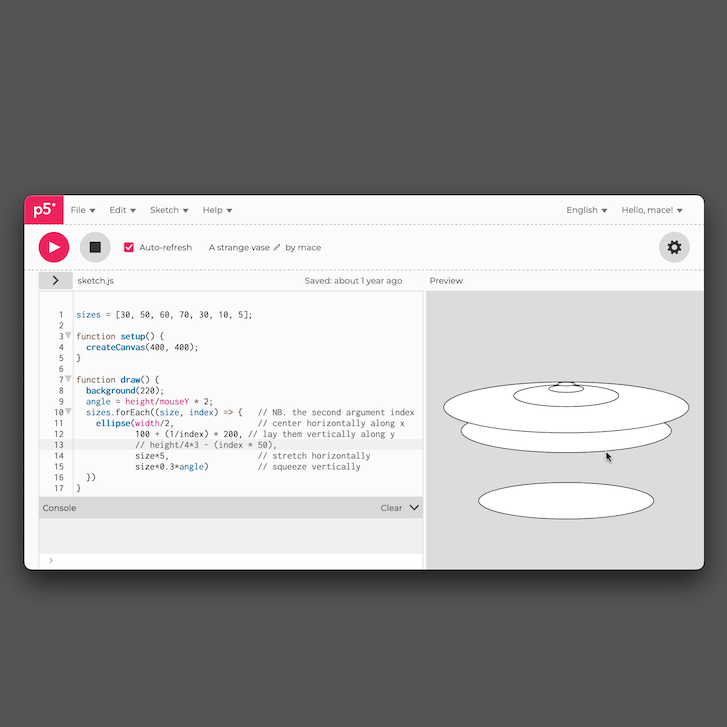 p5* File Edit Sketch Help English Hello, mace!
Auto-refresh A strange vase by mace
sketch.js Saved: about 1 year ago Preview
1 sizes = [30, 50, 60, 70, 30, 10, 5];
2
3 function setup() {
4 createCanvas(400, 400);
5 }
6
7 function draw() {
8 background(220);
9 angle = height/mouseY * 2;
10 sizes.forEach((size, index) => { // NB. the second argument index
11 ellipse(width/2, // center horizontally along x
12 100 + (1/index) * 200, // lay them vertically along y
13 // height/4*3 - (index * 50),
14 size*5, // stretch horizontally
15 size*0.3*angle) // squeeze vertically
16 })
17 }
Console Clear